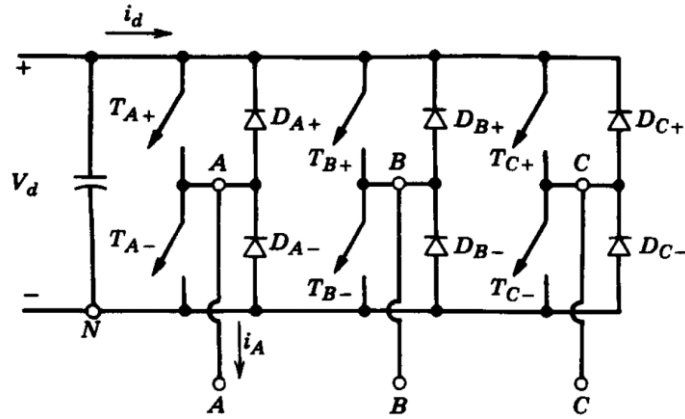 i_d
+
T_{A+} D_{A+} T_{B+} D_{B+} T_{C+} D_{C+}
A B C
V_d
T_{A-} D_{A-} T_{B-} D_{B-} T_{C-} D_{C-}
−
N
i_A
A B C